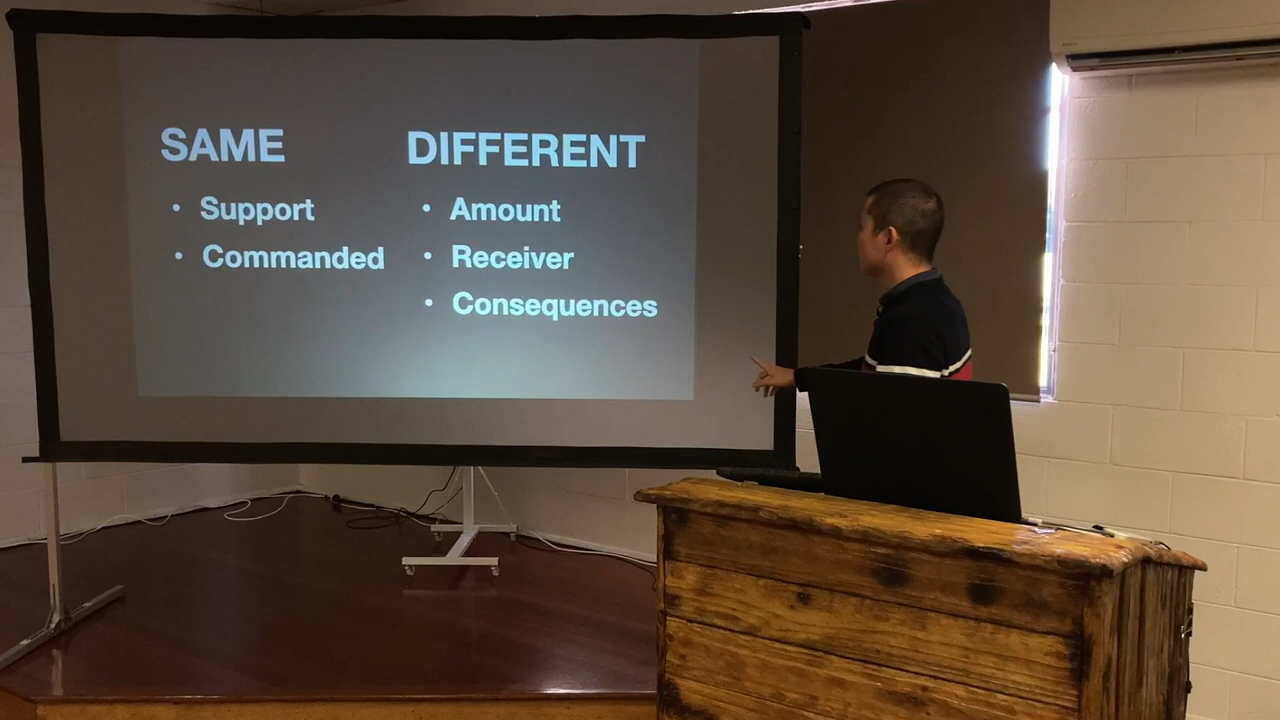 SAME
• Support
• Commanded
DIFFERENT
• Amount
• Receiver
• Consequences